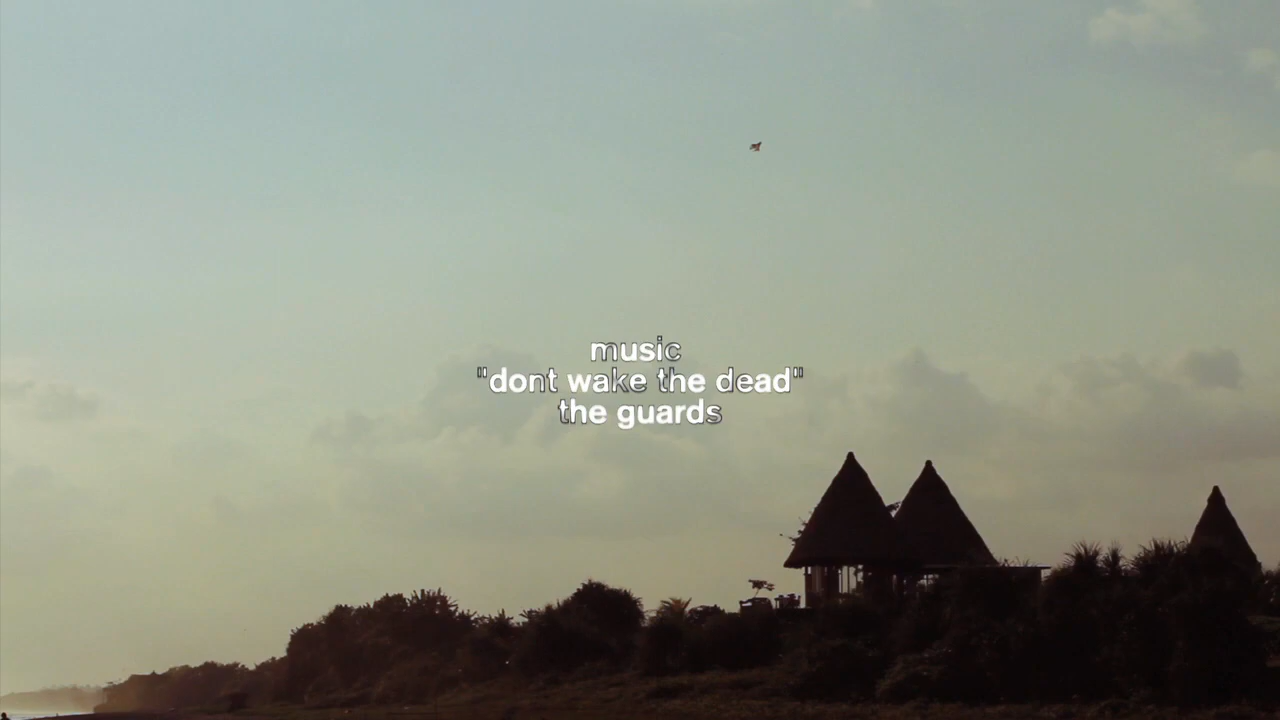 music
"dont wake the dead"
the guards